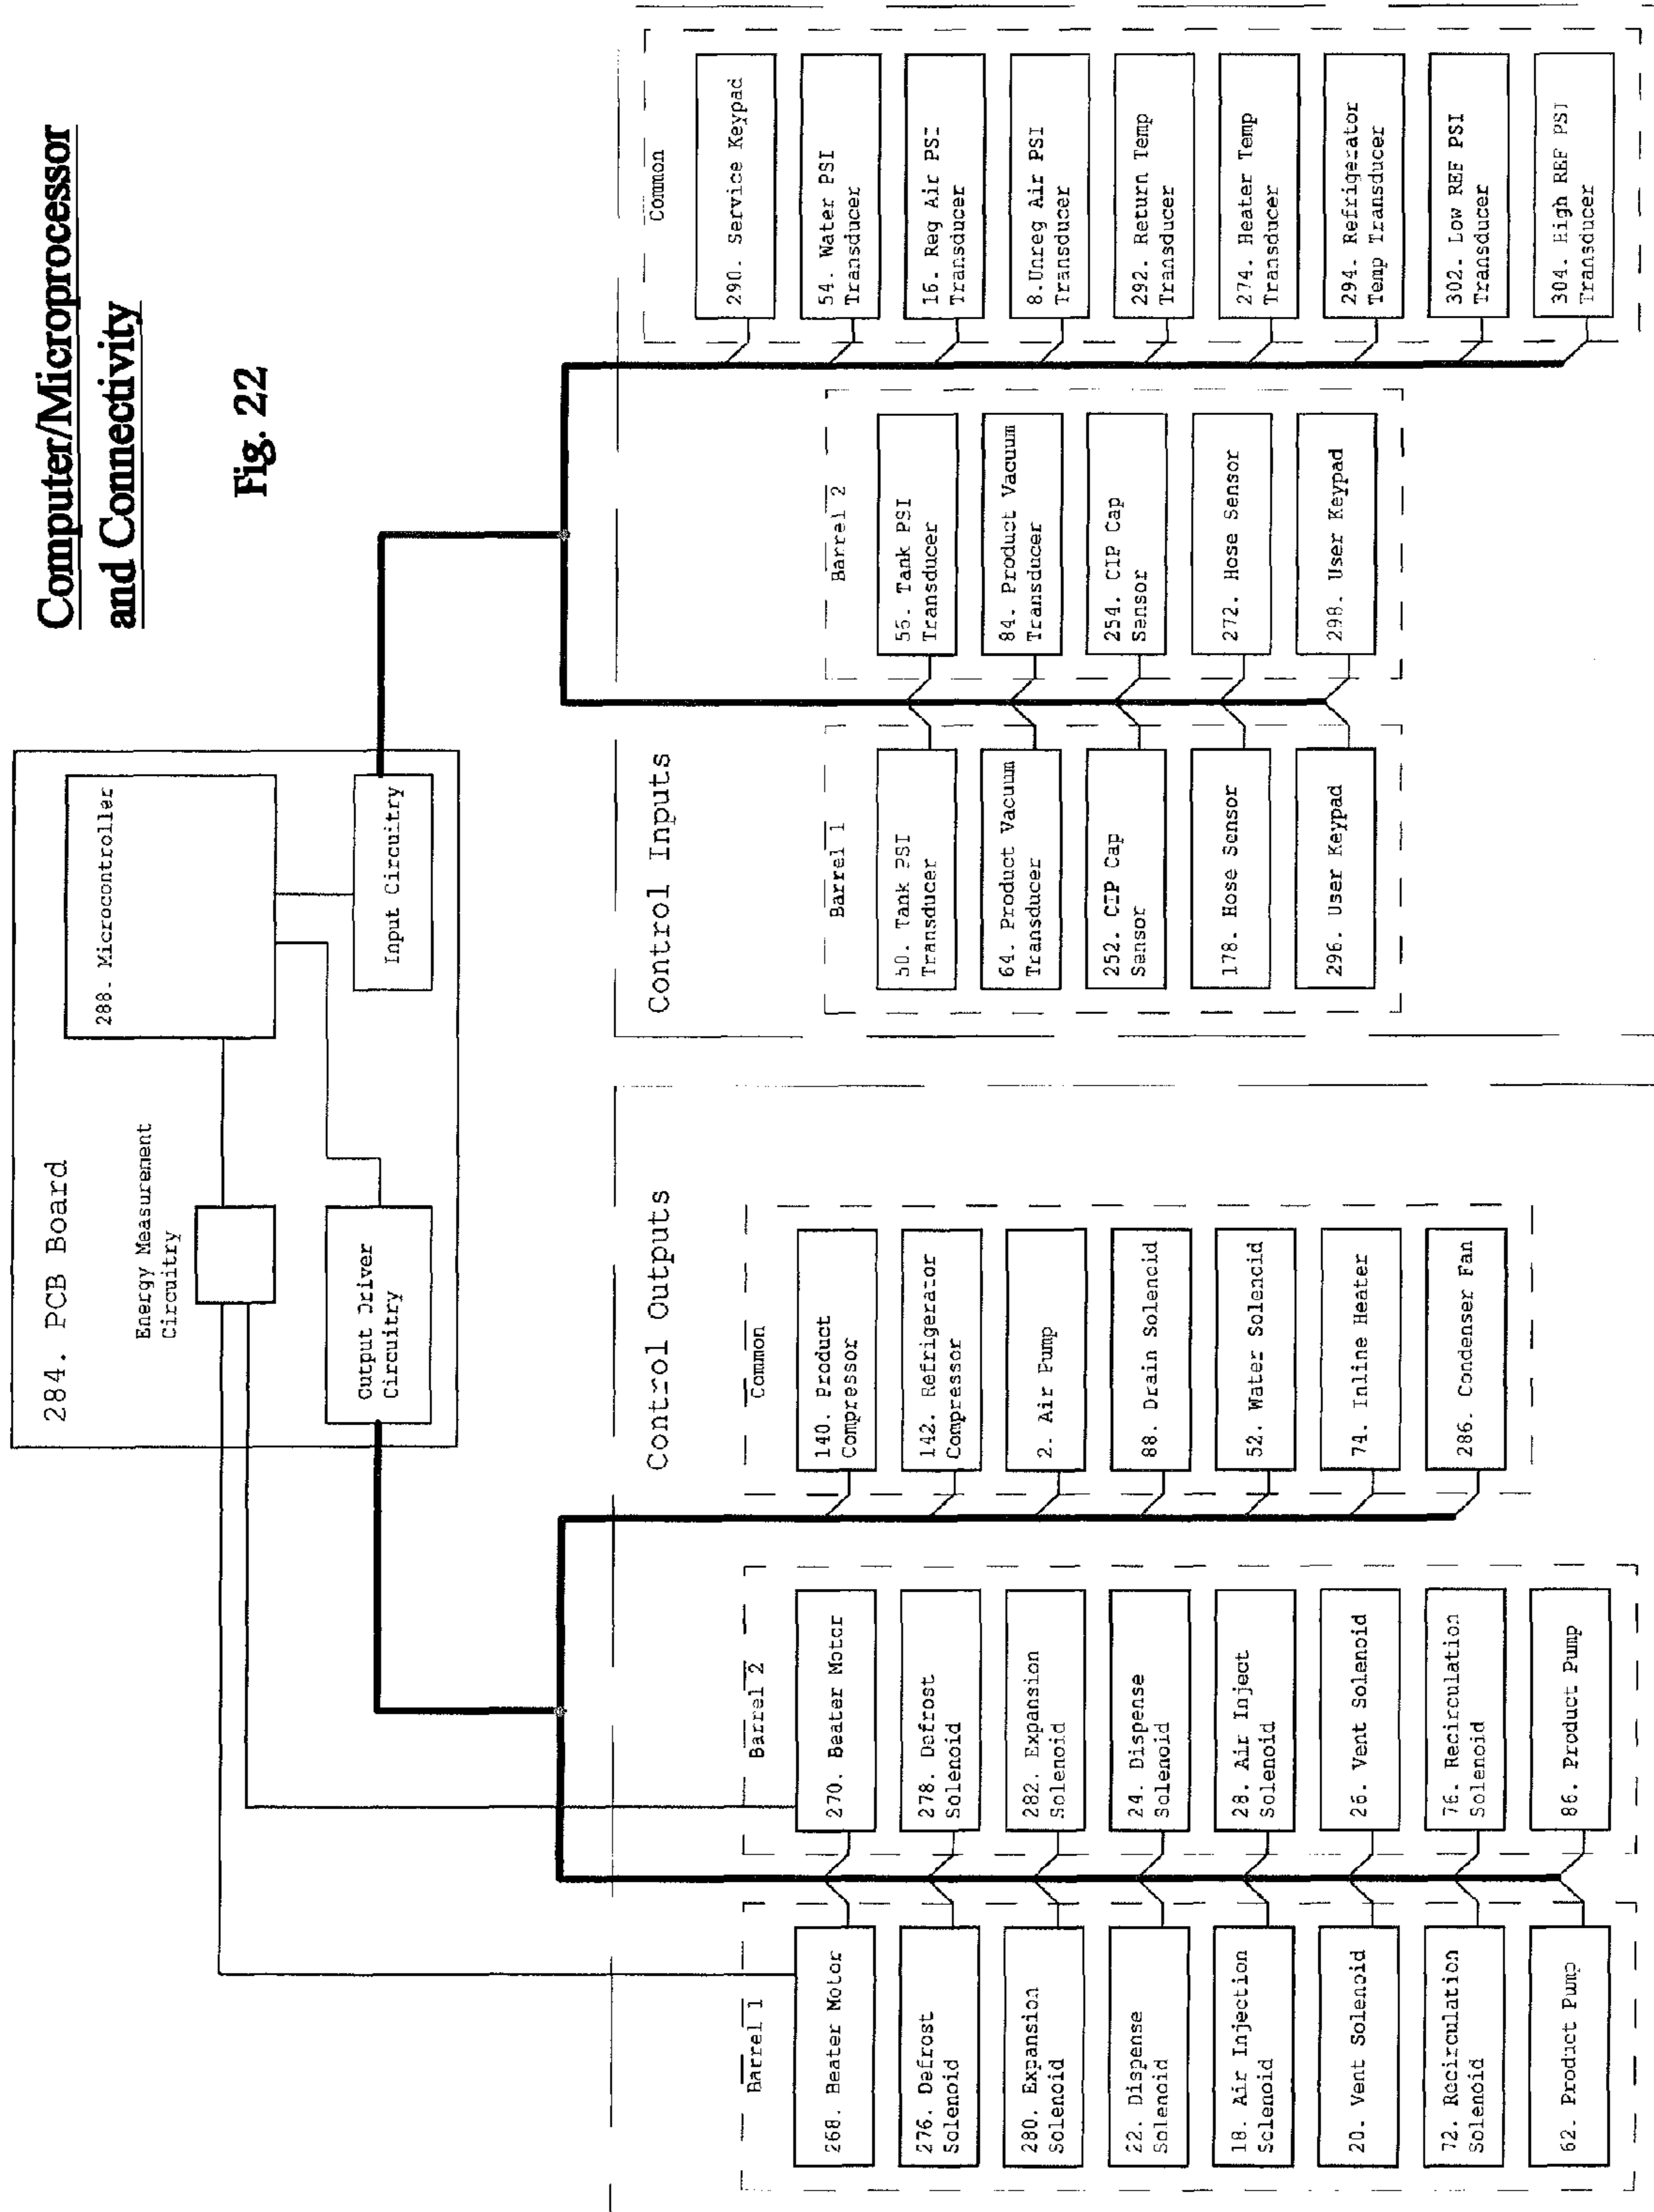 Computer/Microprocessor
and Connectivity
Fig. 22
284. PCB Board
288. Microcontroller
Energy Measurement
Circuitry
Output Driver
Circuitry
Input Circuitry
Control Outputs
Barrel 1
268. Beater Motor
276. Defrost
Solenoid
280. Expansion
Solenoid
22. Dispense
Solenoid
18. Air Injection
Solenoid
20. Vent Solenoid
72. Recirculation
Solenoid
62. Product Pump
Barrel 2
270. Beater Motor
278. Defrost
Solenoid
282. Expansion
Solenoid
24. Dispense
Solenoid
28. Air Inject
Solenoid
26. Vent Solenoid
76. Recirculation
Solenoid
86. Product Pump
Common
140. Product
Compressor
142. Refrigerator
Compressor
2. Air Pump
88. Drain Solenoid
52. Water Solenoid
74. Inline Heater
286. Condenser Fan
Control Inputs
Barrel 1
50. Tank PSI
Transducer
64. Product Vacuum
Transducer
252. CIP Cap
Sensor
178. Hose Sensor
296. User Keypad
Barrel 2
56. Tank PSI
Transducer
84. Product Vacuum
Transducer
254. CIP Cap
Sensor
272. Hose Sensor
298. User Keypad
Common
290. Service Keypad
54. Water PSI
Transducer
16. Reg Air PSI
Transducer
8.Unreg Air PSI
Transducer
292. Return Temp
Transducer
274. Heater Temp
Transducer
294. Refrigerator
Temp Transducer
302. Low REF PSI
Transducer
304. High REF PSI
Transducer